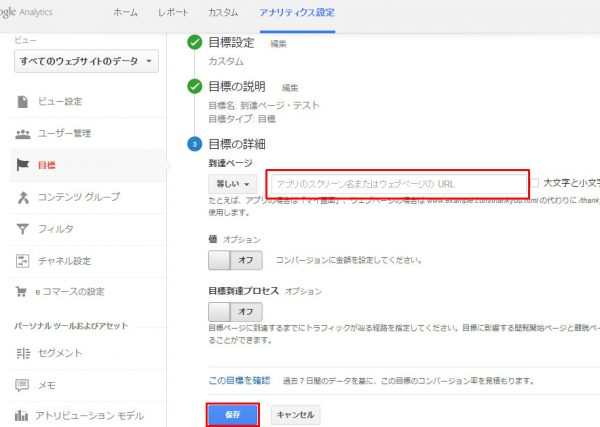 ogle Analytics
ホーム
レポート
カスタム
アナリティクス設定
ビュー
すべてのウェブサイトのデータ
ビュー設定
ユーザー管理
目標
コンテンツ グループ
フィルタ
チャネル設定
e コマースの設定
パーソナル ツールおよびアセット
セグメント
メモ
アトリビューション モデル
目標設定 編集
カスタム
目標の説明 編集
目標名: 到達ページ・テスト
目標タイプ: 目標
3 目標の詳細
到達ページ
等しい
アプリのスクリーン名またはウェブページの URL
大文字と小文字
たとえば、アプリの場合は「マイ画面」、ウェブページの場合は www.example.com/thankyou.html の代わりに /thanky
使用します。
値 オプション
オフ
コンバージョンに金額を設定してください。
目標到達プロセス オプション
オフ
目標ページに到達するまでにトラフィックが辿る経路を指定してください。目標に影響する閲覧開始ページと離脱ペー
ることができます。
この目標を確認 過去 7 日間のデータを基に、この目標のコンバージョン率を見積もります。
保存
キャンセル